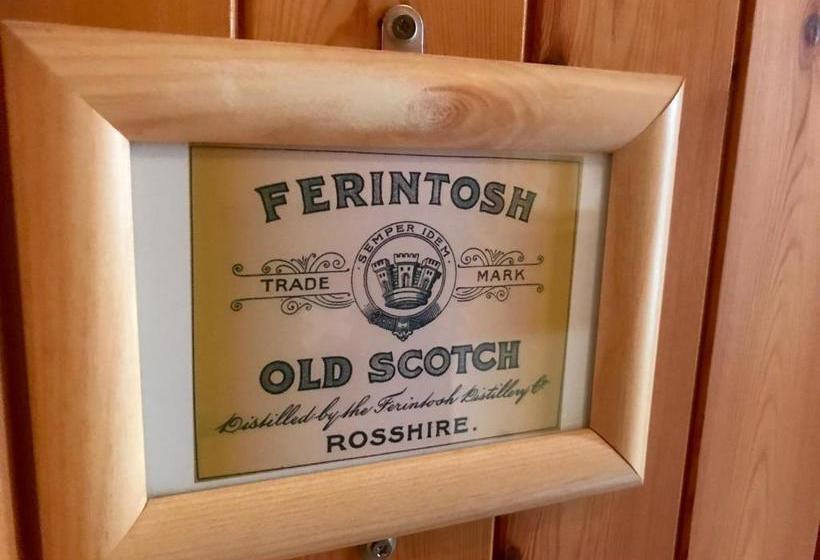 FERINTOSH
SEMPER IDEM
TRADE MARK
OLD SCOTCH
Distilled by the Ferintosh Distillery Co
ROSSHIRE.